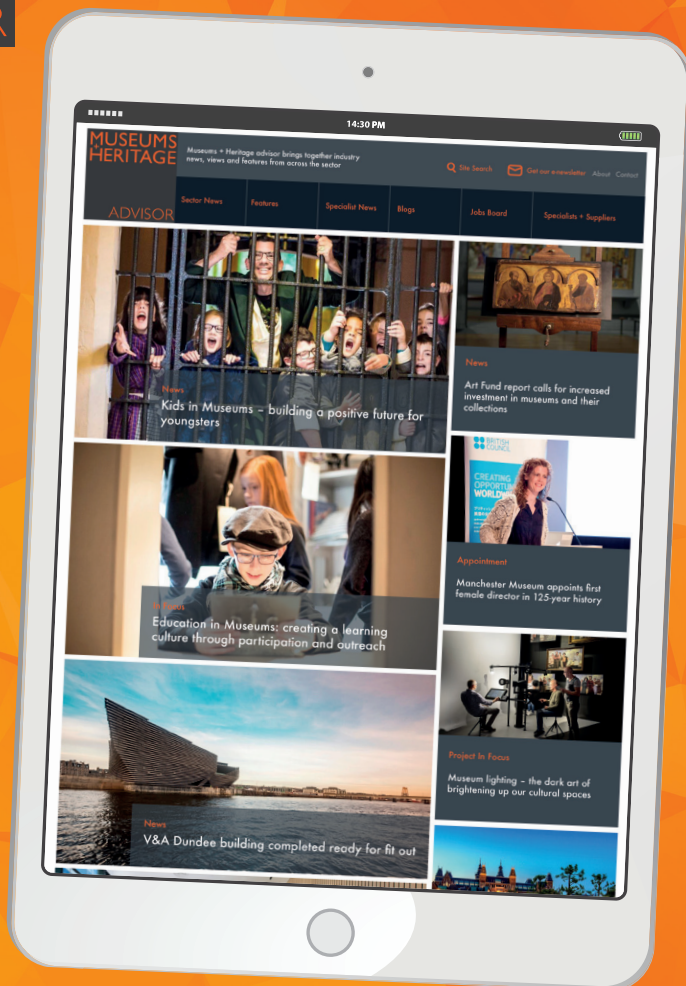 R
14:30 PM
MUSEUMS
+
HERITAGE
ADVISOR
Museums + Heritage advisor brings together industry
news, views and features from across the sector
Site Search
Get our e-newsletter
About
Contact
Sector News
Features
Specialist News
Blogs
Jobs Board
Specialists + Suppliers
News
Kids in Museums – building a positive future for
youngsters
News
Art Fund report calls for increased
investment in museums and their
collections
BRITISH
COUNCIL
CREATING
OPPORTU
WORLDW
Appointment
Manchester Museum appoints first
female director in 125-year history
In Focus
Education in Museums: creating a learning
culture through participation and outreach
Project In Focus
Museum lighting – the dark art of
brightening up our cultural spaces
News
V&A Dundee building completed ready for fit out